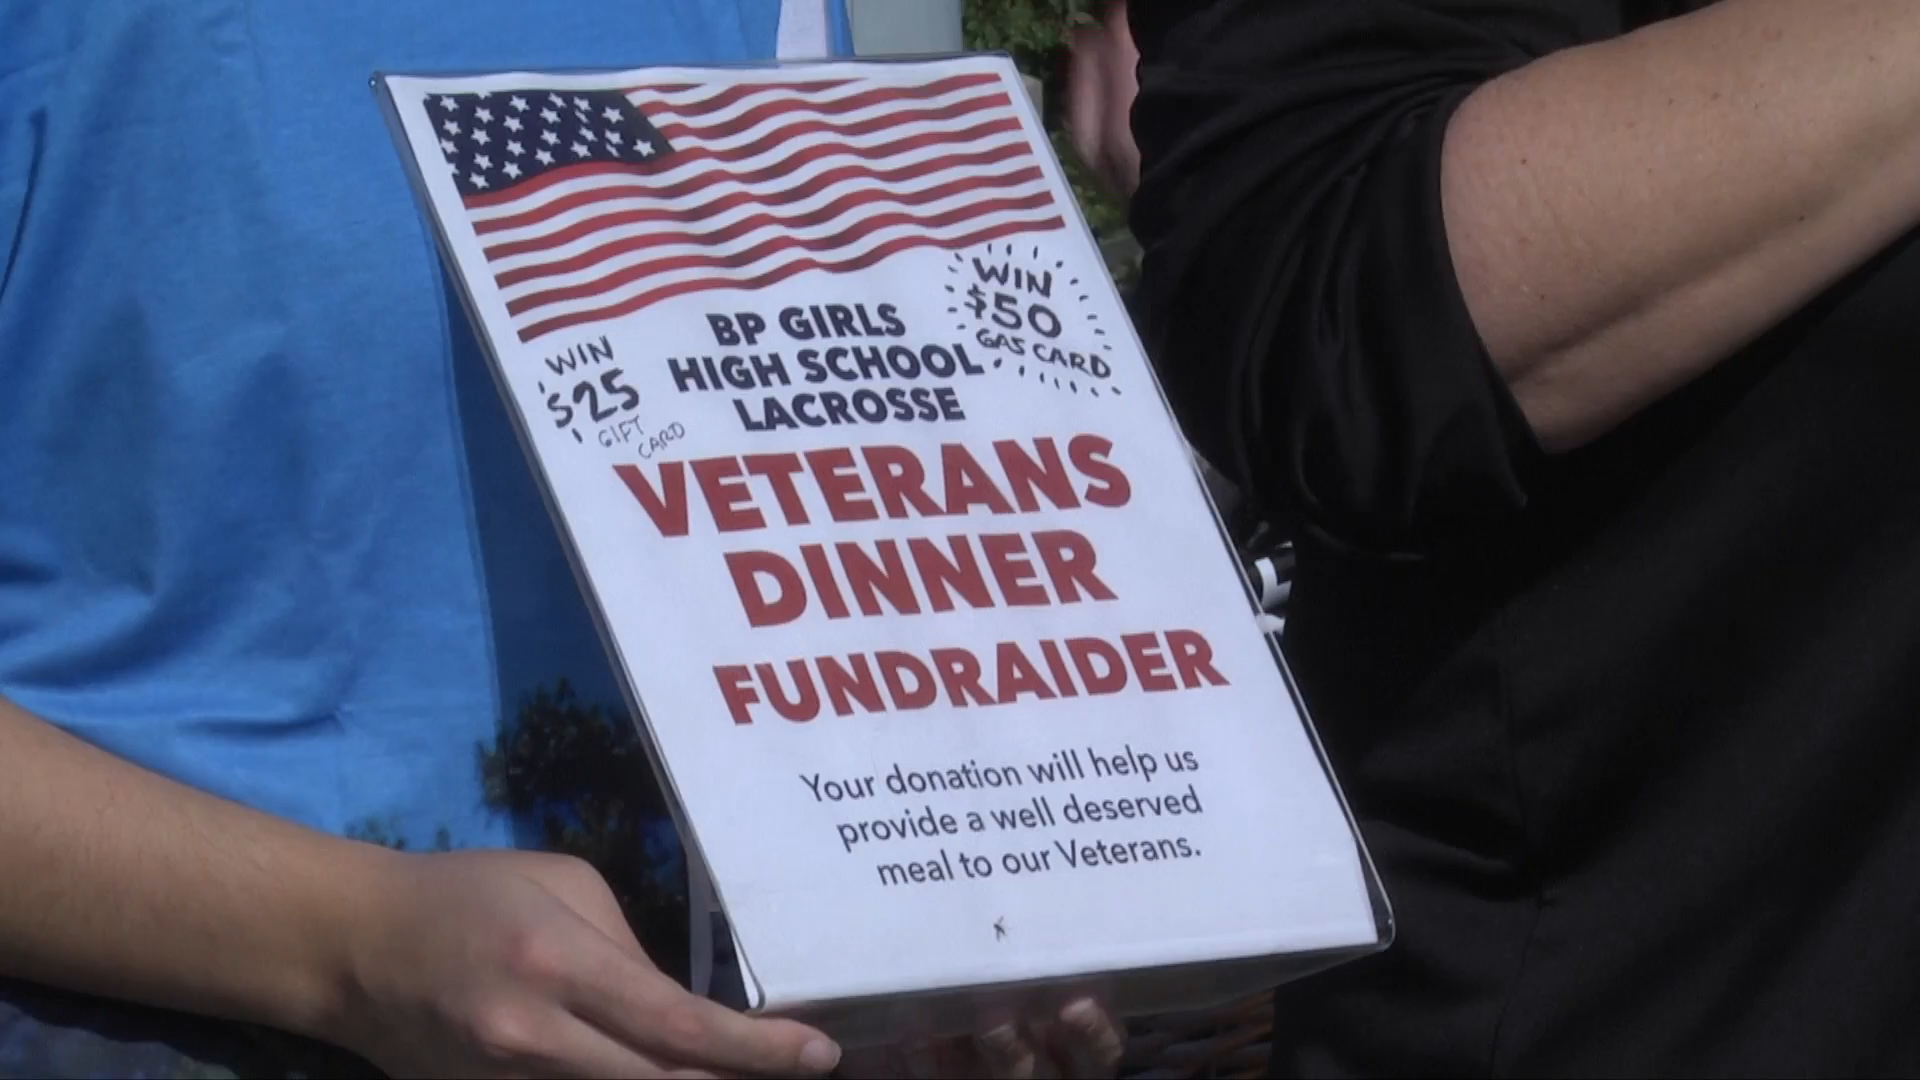 WIN
$50
GAS CARD
WIN
$25
GIFT
CARD
BP GIRLS
HIGH SCHOOL
LACROSSE
VETERANS
DINNER
FUNDRAIDER
Your donation will help us
provide a well deserved
meal to our Veterans.